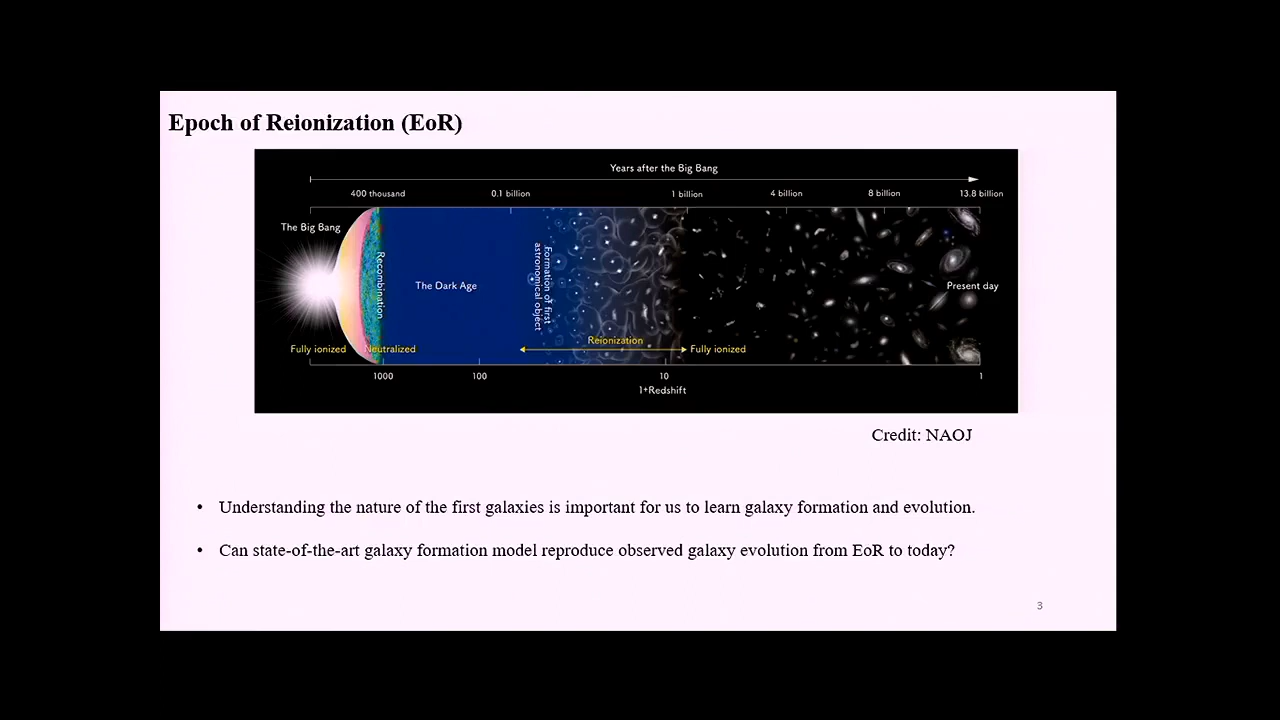 Epoch of Reionization (EoR)
Years after the Big Bang
400 thousand 0.1 billion 1 billion 4 billion 8 billion 13.8 billion
The Big Bang
Recombination
The Dark Age
Formation of first
astronomical object
Present day
Fully ionized
Neutralized
Reionization
Fully ionized
1000 100 10 1
1+Redshift
Credit: NAOJ
• Understanding the nature of the first galaxies is important for us to learn galaxy formation and evolution.
• Can state-of-the-art galaxy formation model reproduce observed galaxy evolution from EoR to today?
3